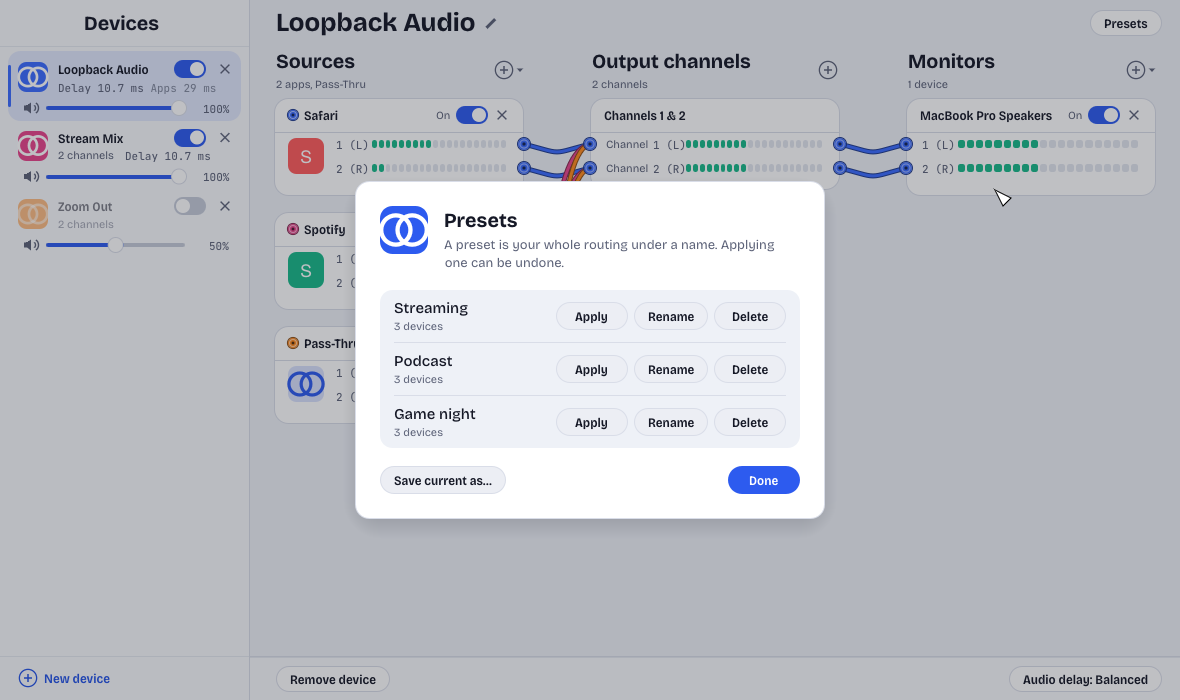 Devices
Loopback Audio
Delay 10.7 ms Apps 29 ms
100%
Stream Mix
2 channels Delay 10.7 ms
100%
Zoom Out
2 channels
50%
New device
Loopback Audio
Presets
Sources
2 apps, Pass-Thru
Output channels
2 channels
Monitors
1 device
Safari On
S
1 (L)
2 (R)
Channels 1 & 2
Channel 1 (L)
Channel 2 (R)
MacBook Pro Speakers On
1 (L)
2 (R)
Spotify
S
1 (
2 (
Pass-Thru
1 (
2 (
Presets
A preset is your whole routing under a name. Applying
one can be undone.
Streaming
3 devices
Apply Rename Delete
Podcast
3 devices
Apply Rename Delete
Game night
3 devices
Apply Rename Delete
Save current as...
Done
Remove device
Audio delay: Balanced